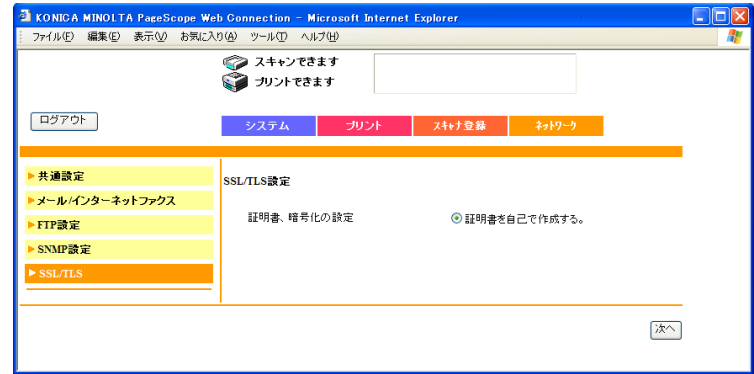 KONICA MINOLTA PageScope Web Connection - Microsoft Internet Explorer
ファイル(F) 編集(E) 表示(V) お気に入り(A) ツール(T) ヘルプ(H)
スキャンできます
プリントできます
ログアウト
システム プリント スキャナ登録 ネットワーク
共通設定
SSL/TLS設定
メール/インターネットファクス
証明書、暗号化の設定 証明書を自己で作成する。
FTP設定
SNMP設定
SSL/TLS
次へ